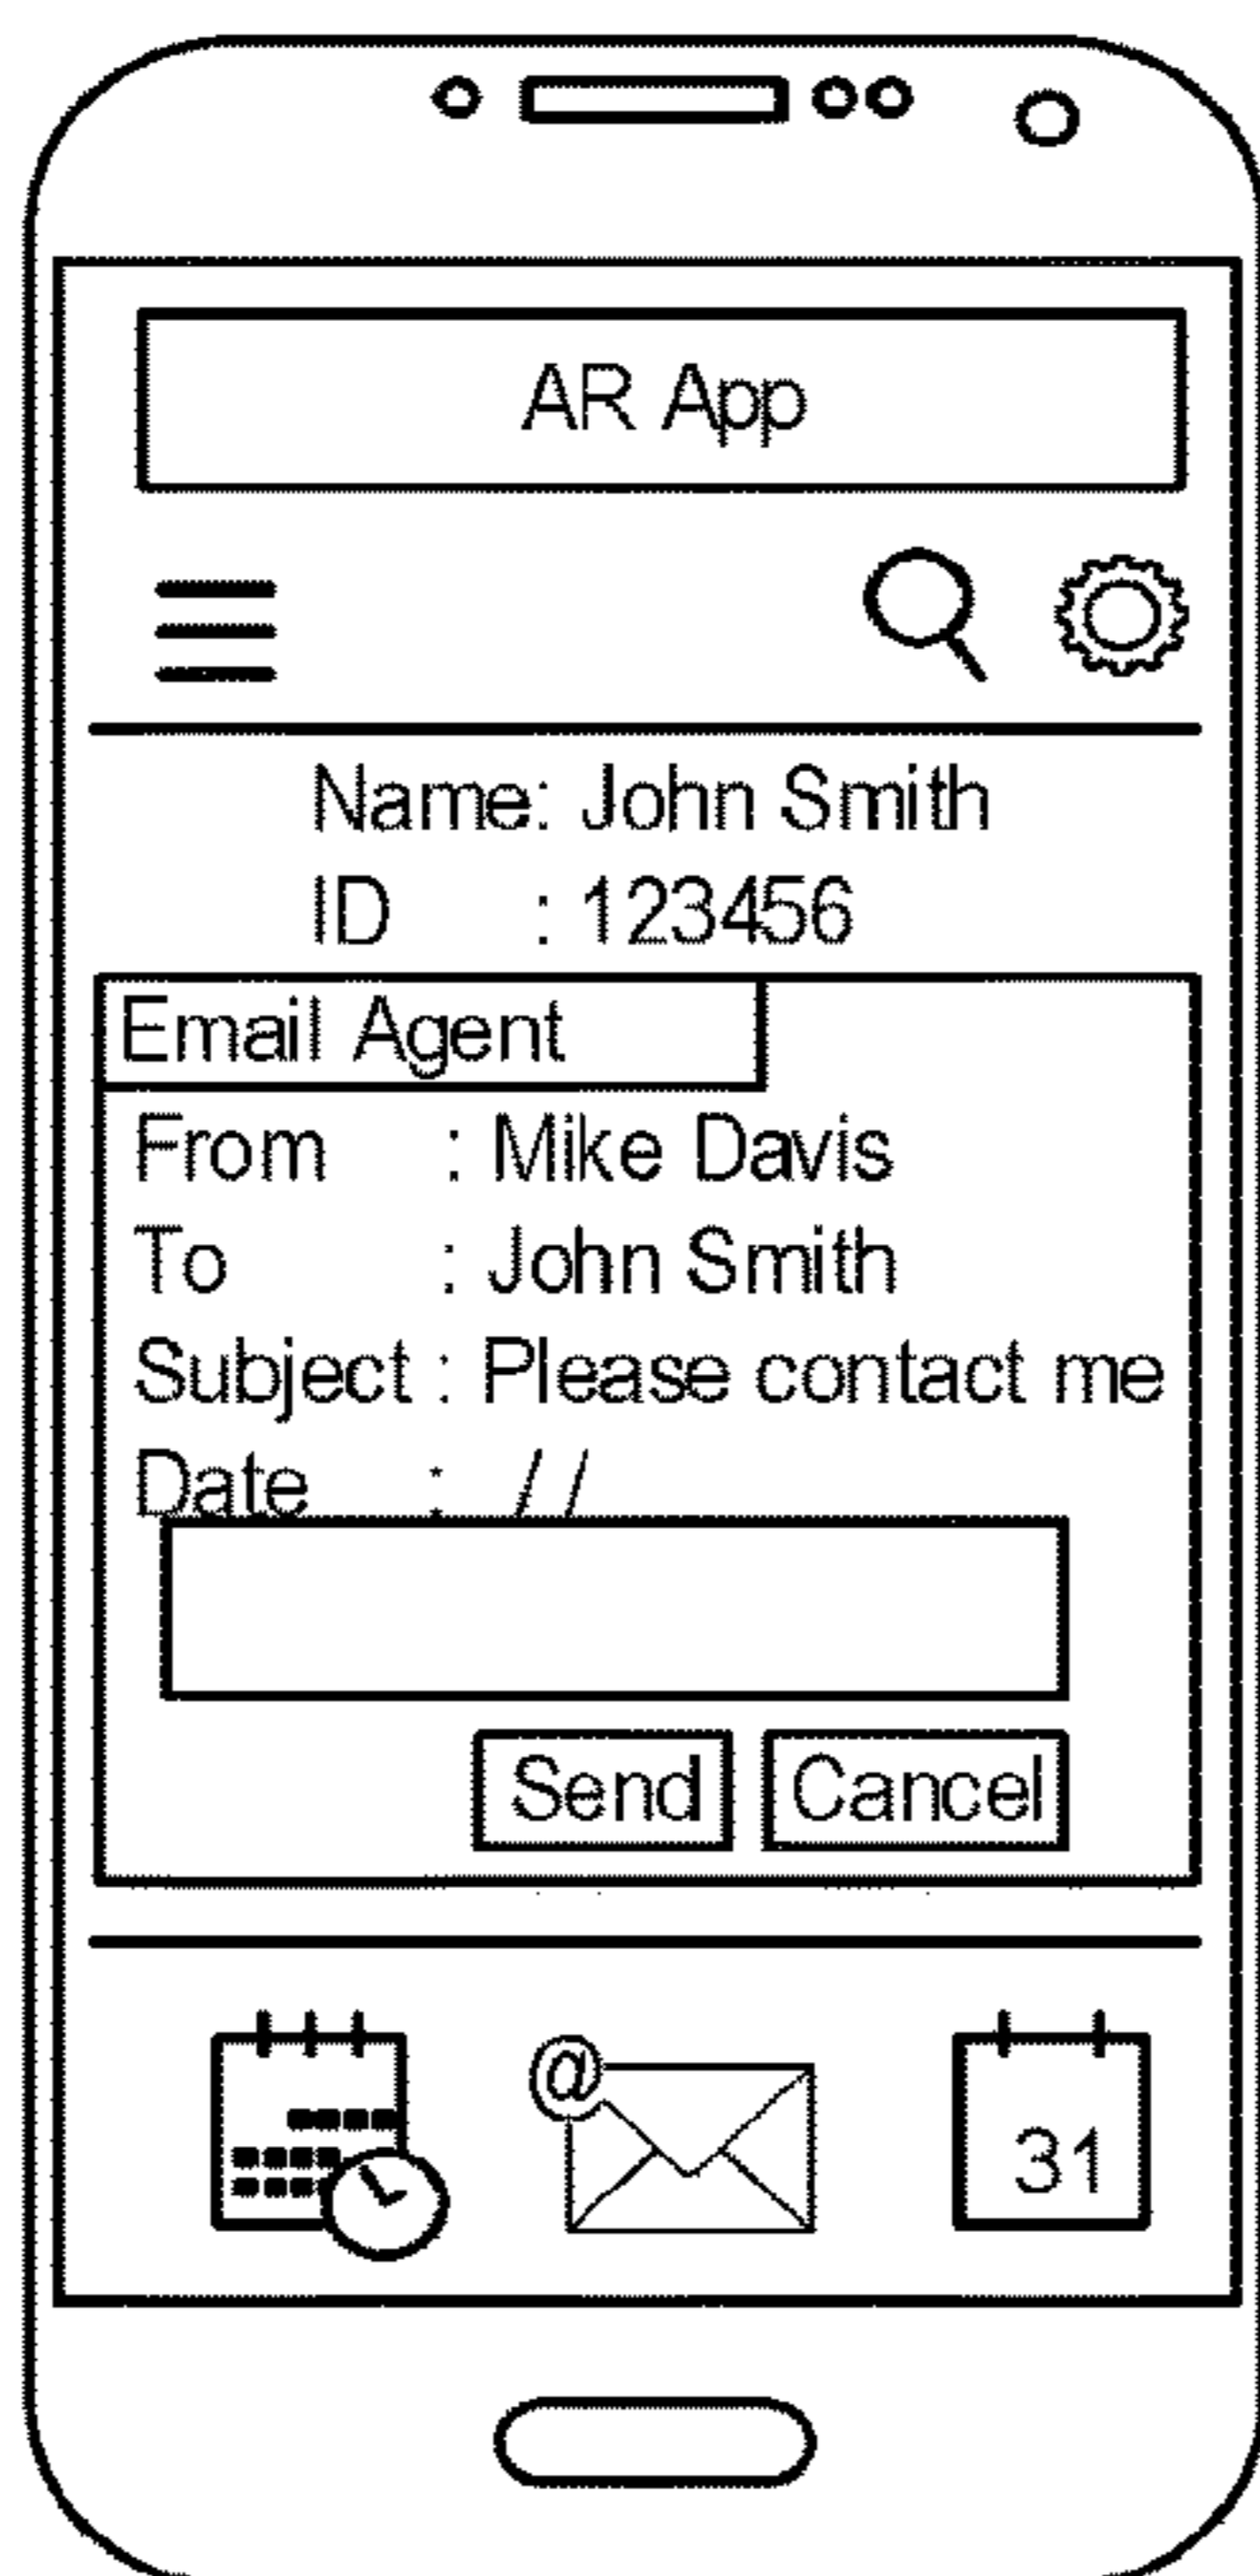 AR App
Name: John Smith
ID : 123456
Email Agent
From : Mike Davis
To : John Smith
Subject : Please contact me
Date : / /
Send Cancel
@
31